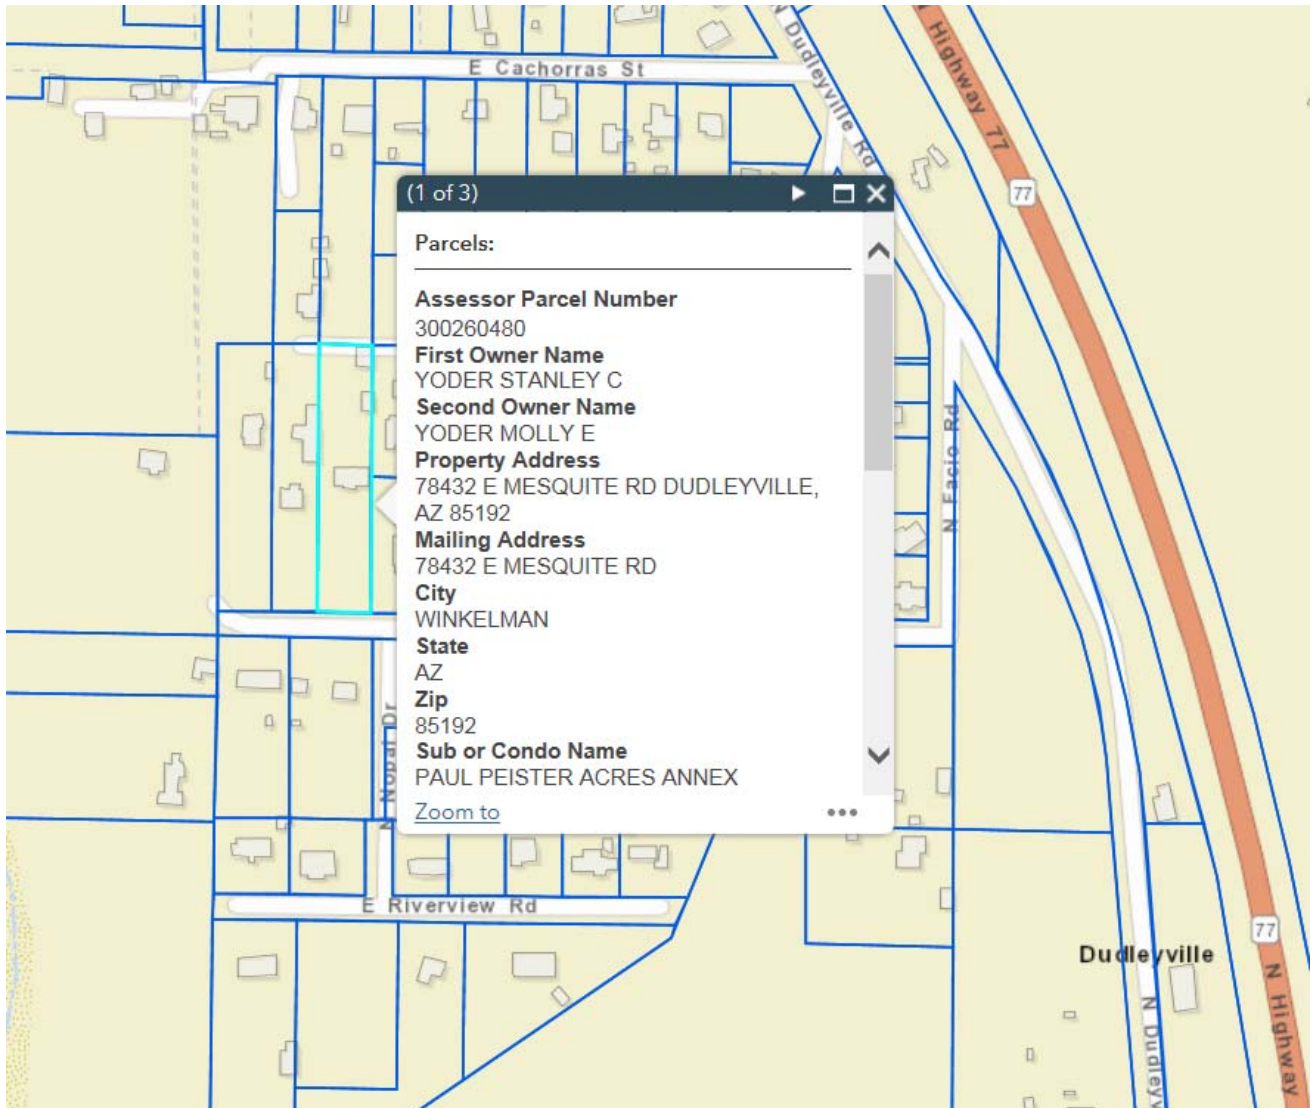 N Dudleyville Rd
N Highway 77
E Cachorras St
77
(1 of 3)
Parcels:
Assessor Parcel Number
300260480
First Owner Name
YODER STANLEY C
Second Owner Name
YODER MOLLY E
Property Address
78432 E MESQUITE RD DUDLEYVILLE,
AZ 85192
Mailing Address
78432 E MESQUITE RD
City
WINKELMAN
State
AZ
Zip
85192
Sub or Condo Name
PAUL PEISTER ACRES ANNEX
Zoom to
N Facio Rd
N Nopal Dr
E Riverview Rd
Dudleyville
77
N Highway
N Dudleyv